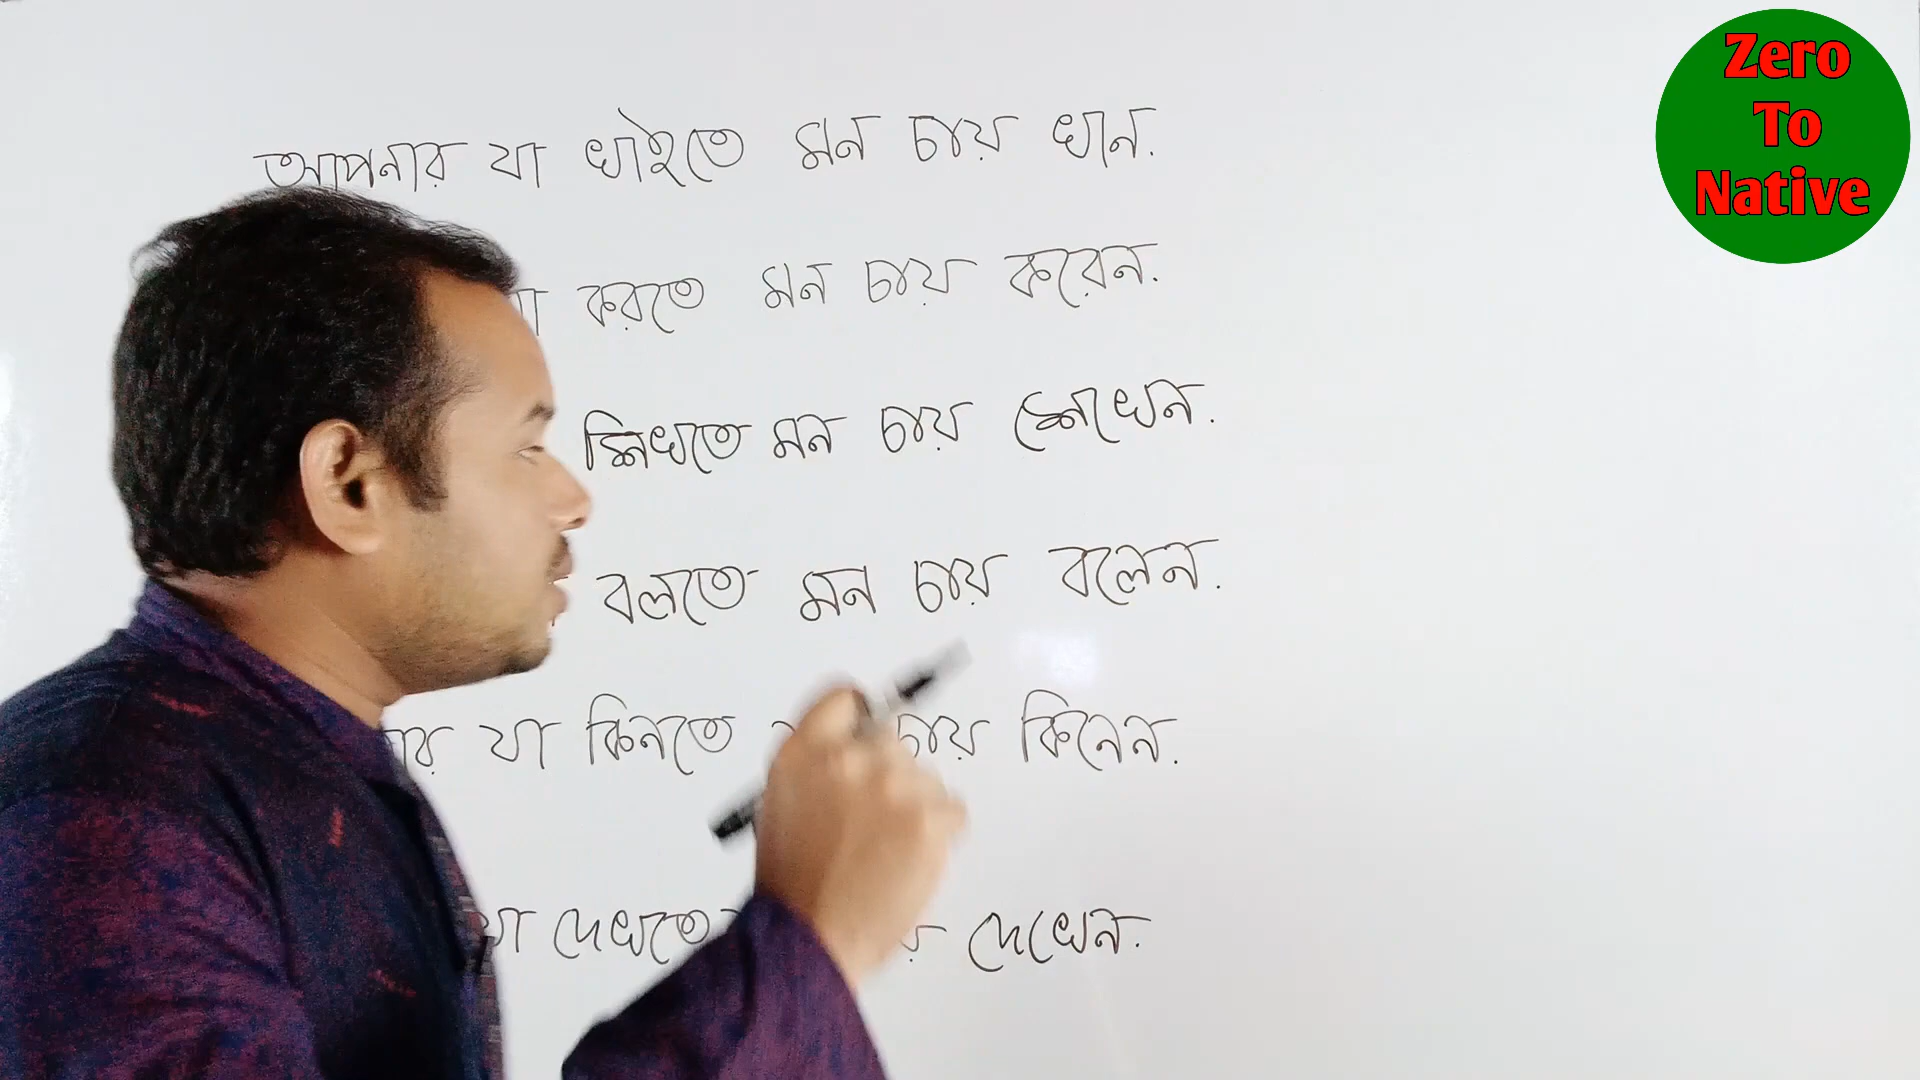 আপনার যা খাইতে মন চায় খান.
করতে মন চায় করেন.
শিখতে মন চায় শেখেন.
বলতে মন চায় বলেন.
যা কিনতে চায় কিনেন.
যা দেখতে দেখেন.
Zero
To
Native